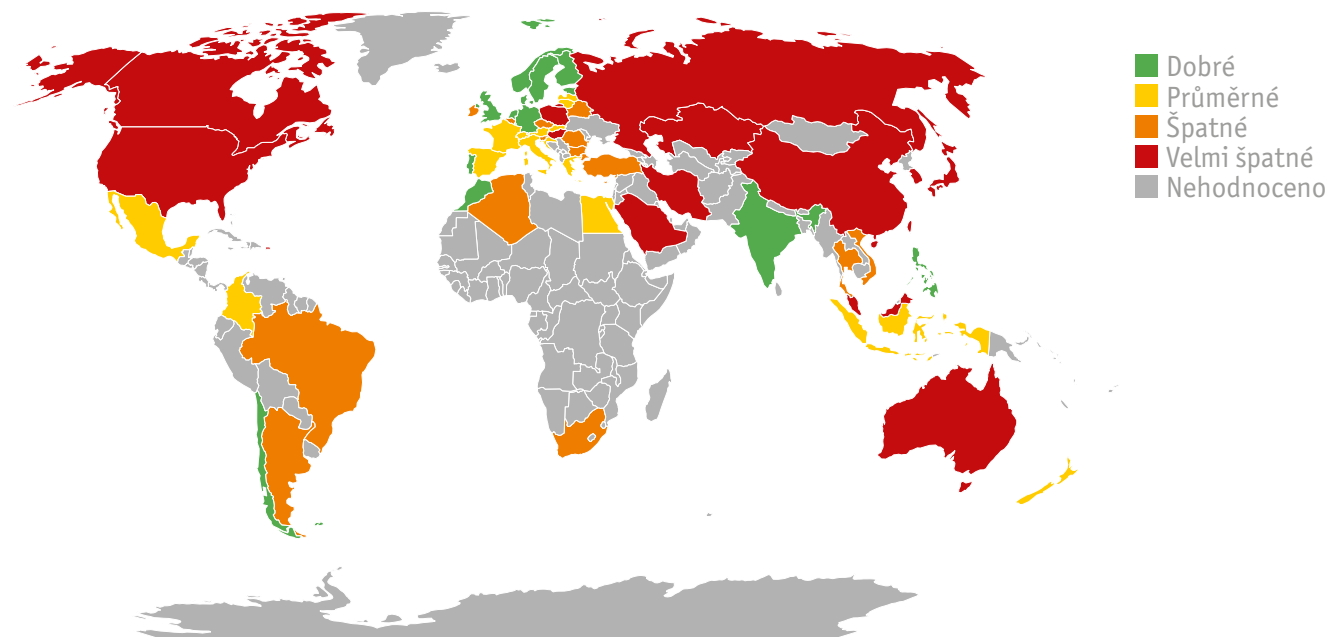 Dobré
Průměrné
Špatné
Velmi špatné
Nehodnoceno